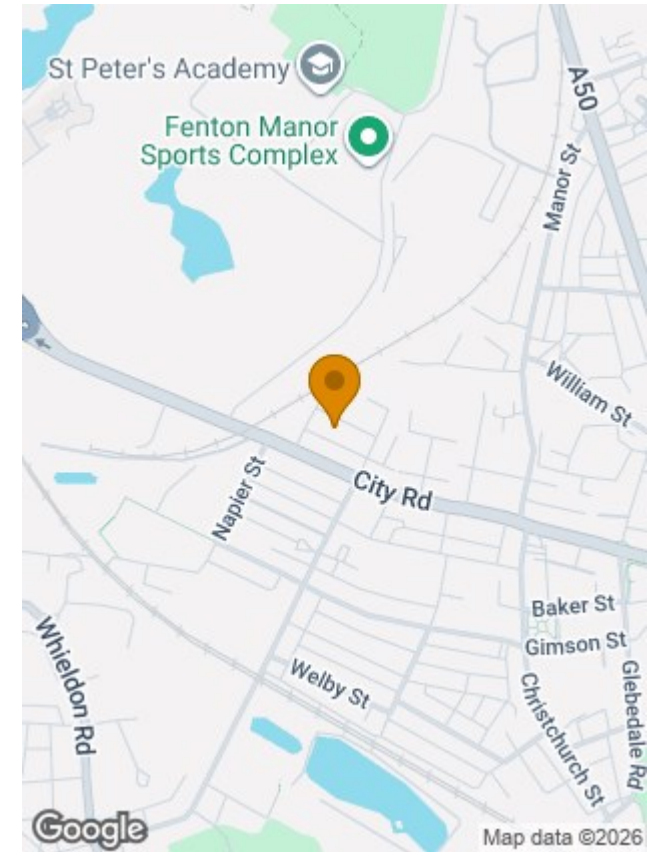 St Peter's Academy
Fenton Manor
Sports Complex
A50
Manor St
William St
City Rd
Napier St
Baker St
Gimson St
Whieldon Rd
Welby St
Christchurch St
Glebedale Rd
Google
Map data ©2026